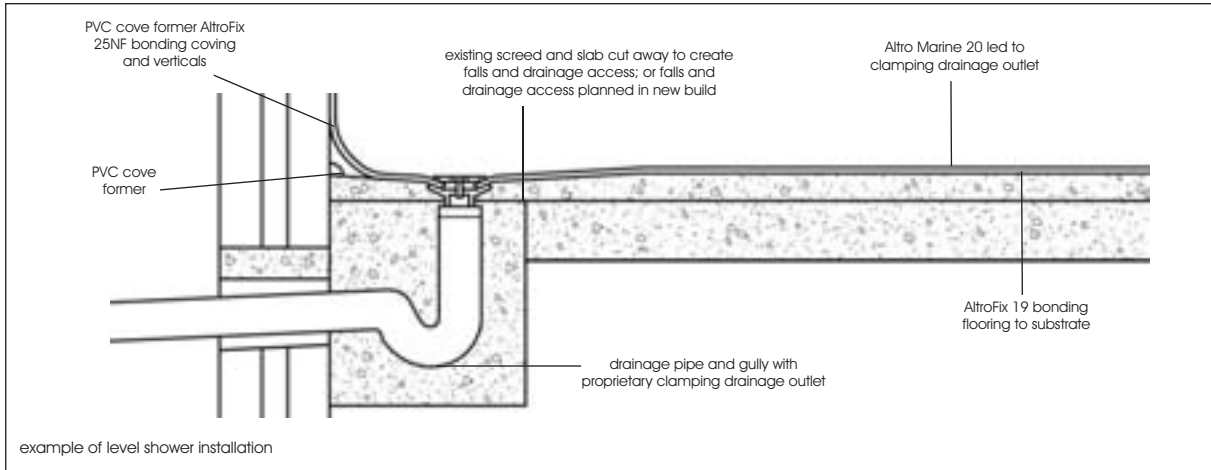 PVC cove former AltroFix
25NF bonding coving
and verticals
existing screed and slab cut away to create
falls and drainage access; or falls and
drainage access planned in new build
Altro Marine 20 led to
clamping drainage outlet
PVC cove
former
AltroFix 19 bonding
flooring to substrate
drainage pipe and gully with
proprietary clamping drainage outlet
example of level shower installation